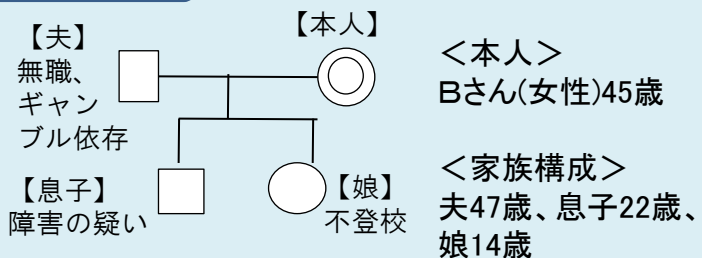 【夫】
無職、
ギャン
ブル依存
【本人】
【息子】
障害の疑い
【娘】
不登校
＜本人＞
Bさん(女性)45歳
＜家族構成＞
夫47歳、息子22歳、
娘14歳